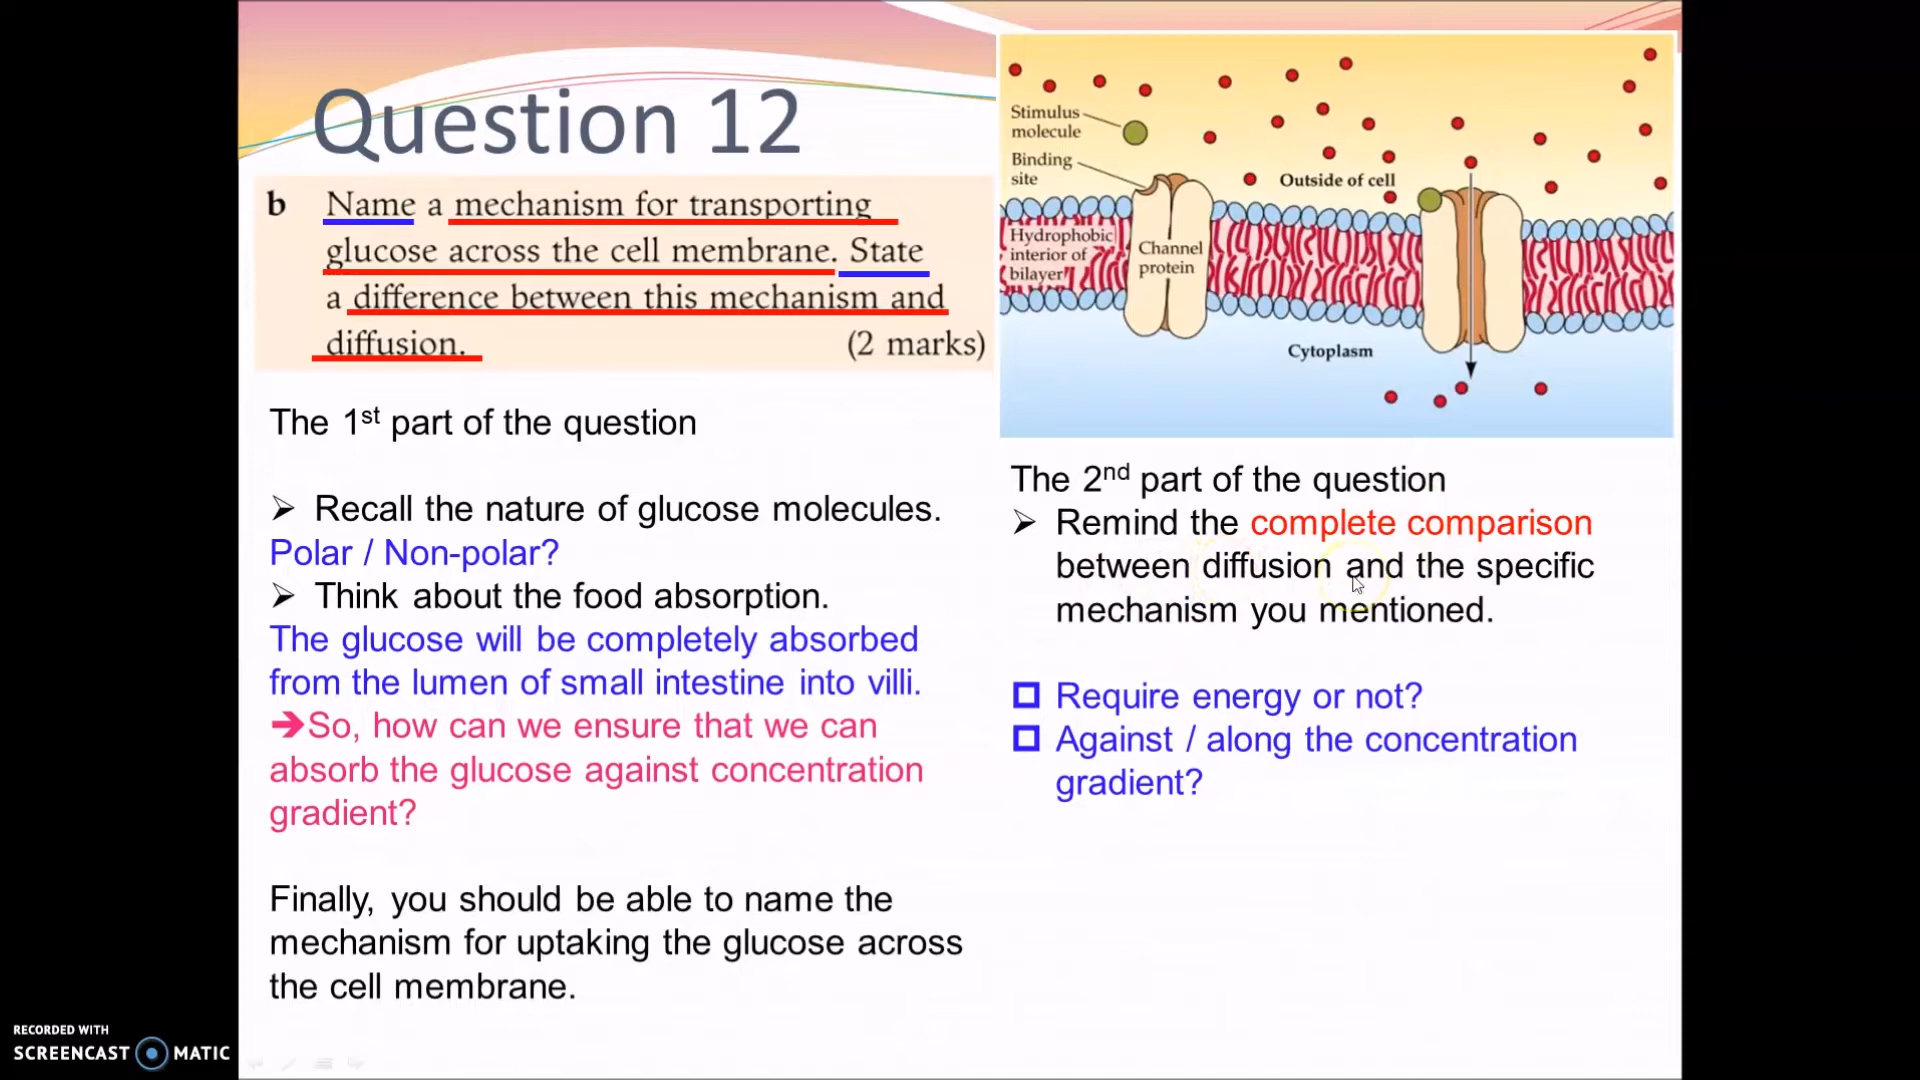 Question 12
b Name a mechanism for transporting
glucose across the cell membrane. State
a difference between this mechanism and
diffusion. (2 marks)
The 1st part of the question
➢ Recall the nature of glucose molecules.
Polar / Non-polar?
➢ Think about the food absorption.
The glucose will be completely absorbed
from the lumen of small intestine into villi.
➔So, how can we ensure that we can
absorb the glucose against concentration
gradient?
Finally, you should be able to name the
mechanism for uptaking the glucose across
the cell membrane.
Stimulus
molecule
Binding
site
Outside of cell
Hydrophobic
interior of
bilayer
Channel
protein
Cytoplasm
The 2nd part of the question
➢ Remind the complete comparison
between diffusion and the specific
mechanism you mentioned.
❑ Require energy or not?
❑ Against / along the concentration
gradient?
RECORDED WITH
SCREENCAST MATIC